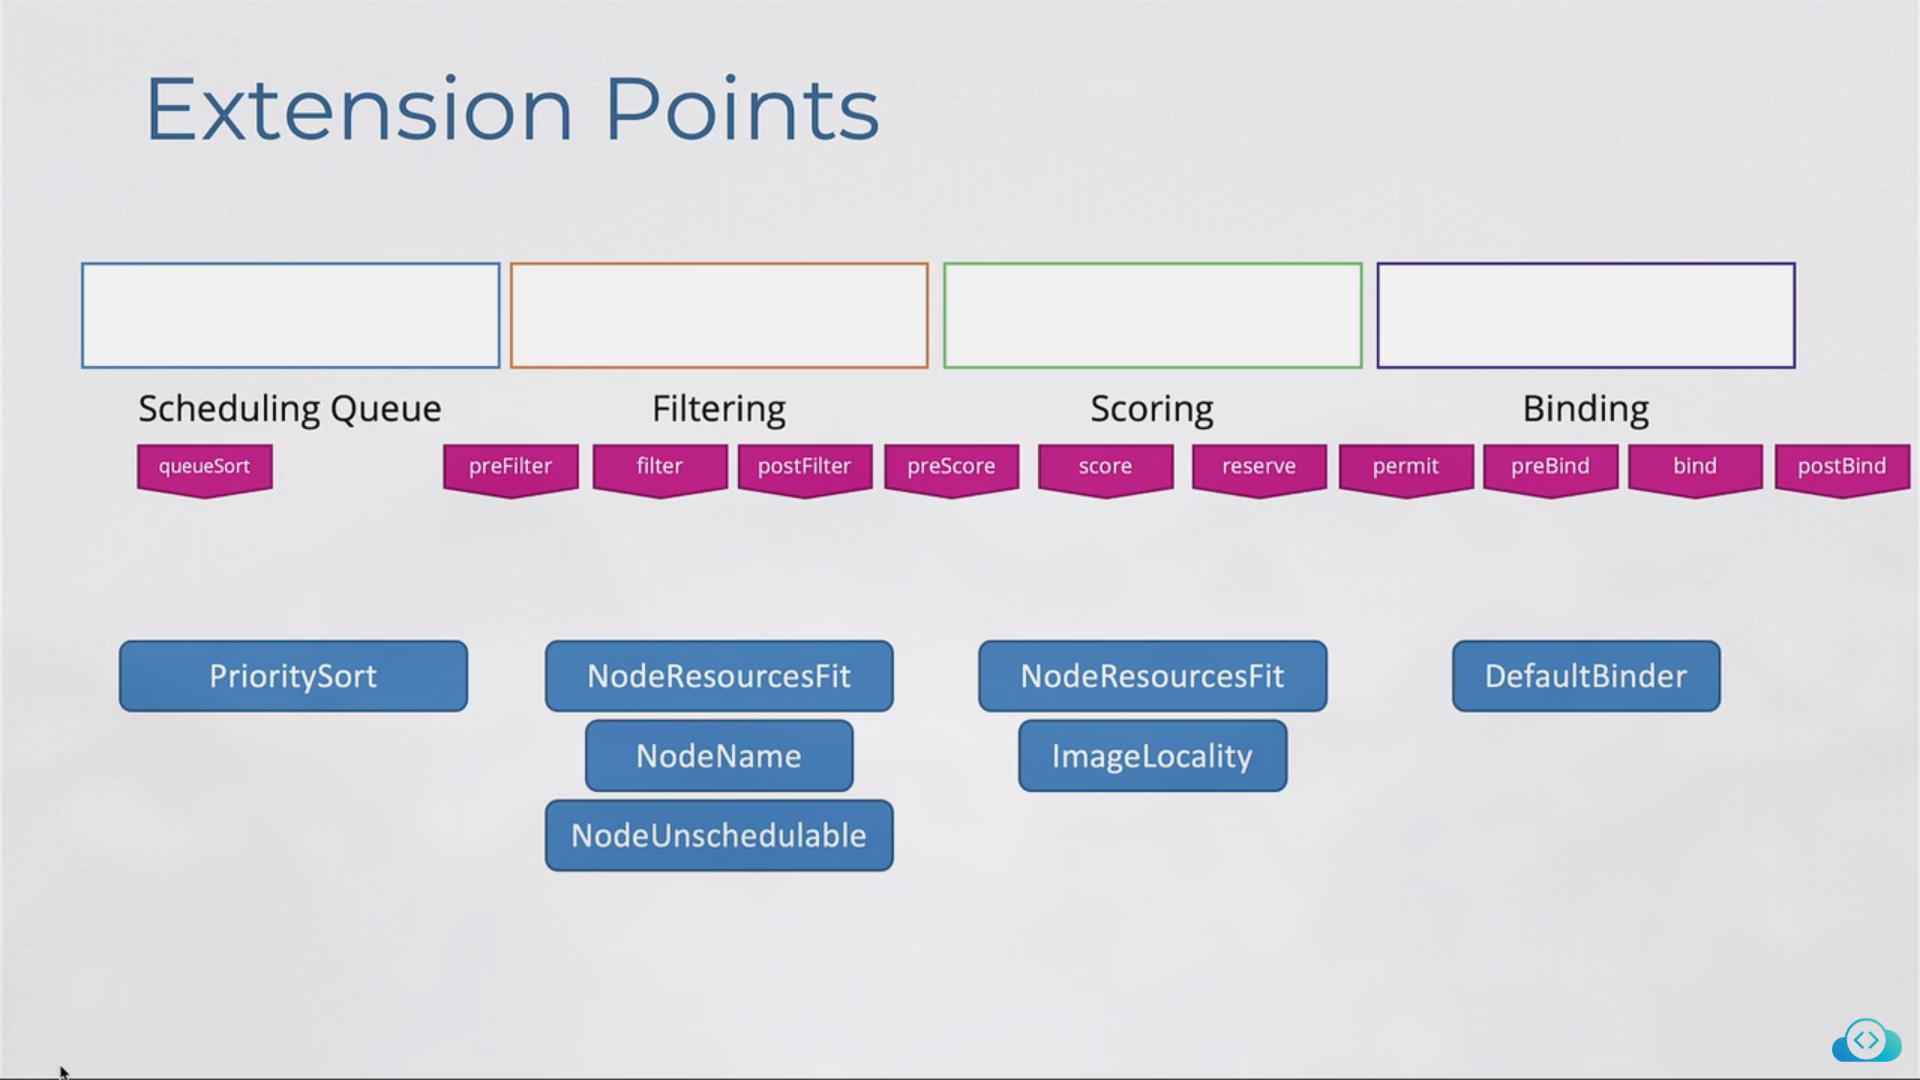 Extension Points
Scheduling Queue
Filtering
Scoring
Binding
queueSort
preFilter
filter
postFilter
preScore
score
reserve
permit
preBind
bind
postBind
PrioritySort
NodeResourcesFit
NodeResourcesFit
DefaultBinder
NodeName
ImageLocality
NodeUnschedulable